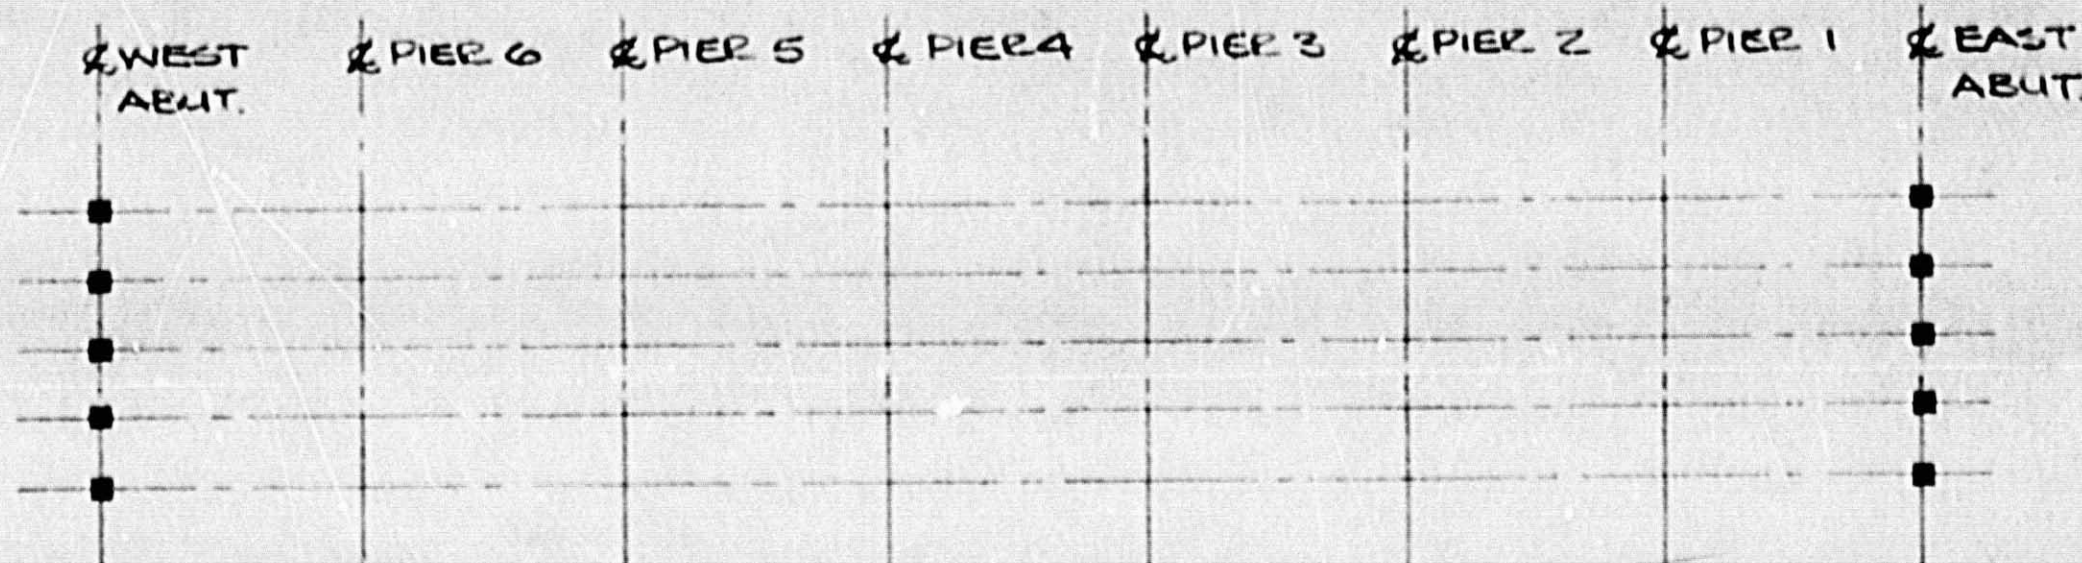 ℄ WEST ABUT.
℄ PIER 6
℄ PIER 5
℄ PIER 4
℄ PIER 3
℄ PIER 2
℄ PIER 1
℄ EAST ABUT.